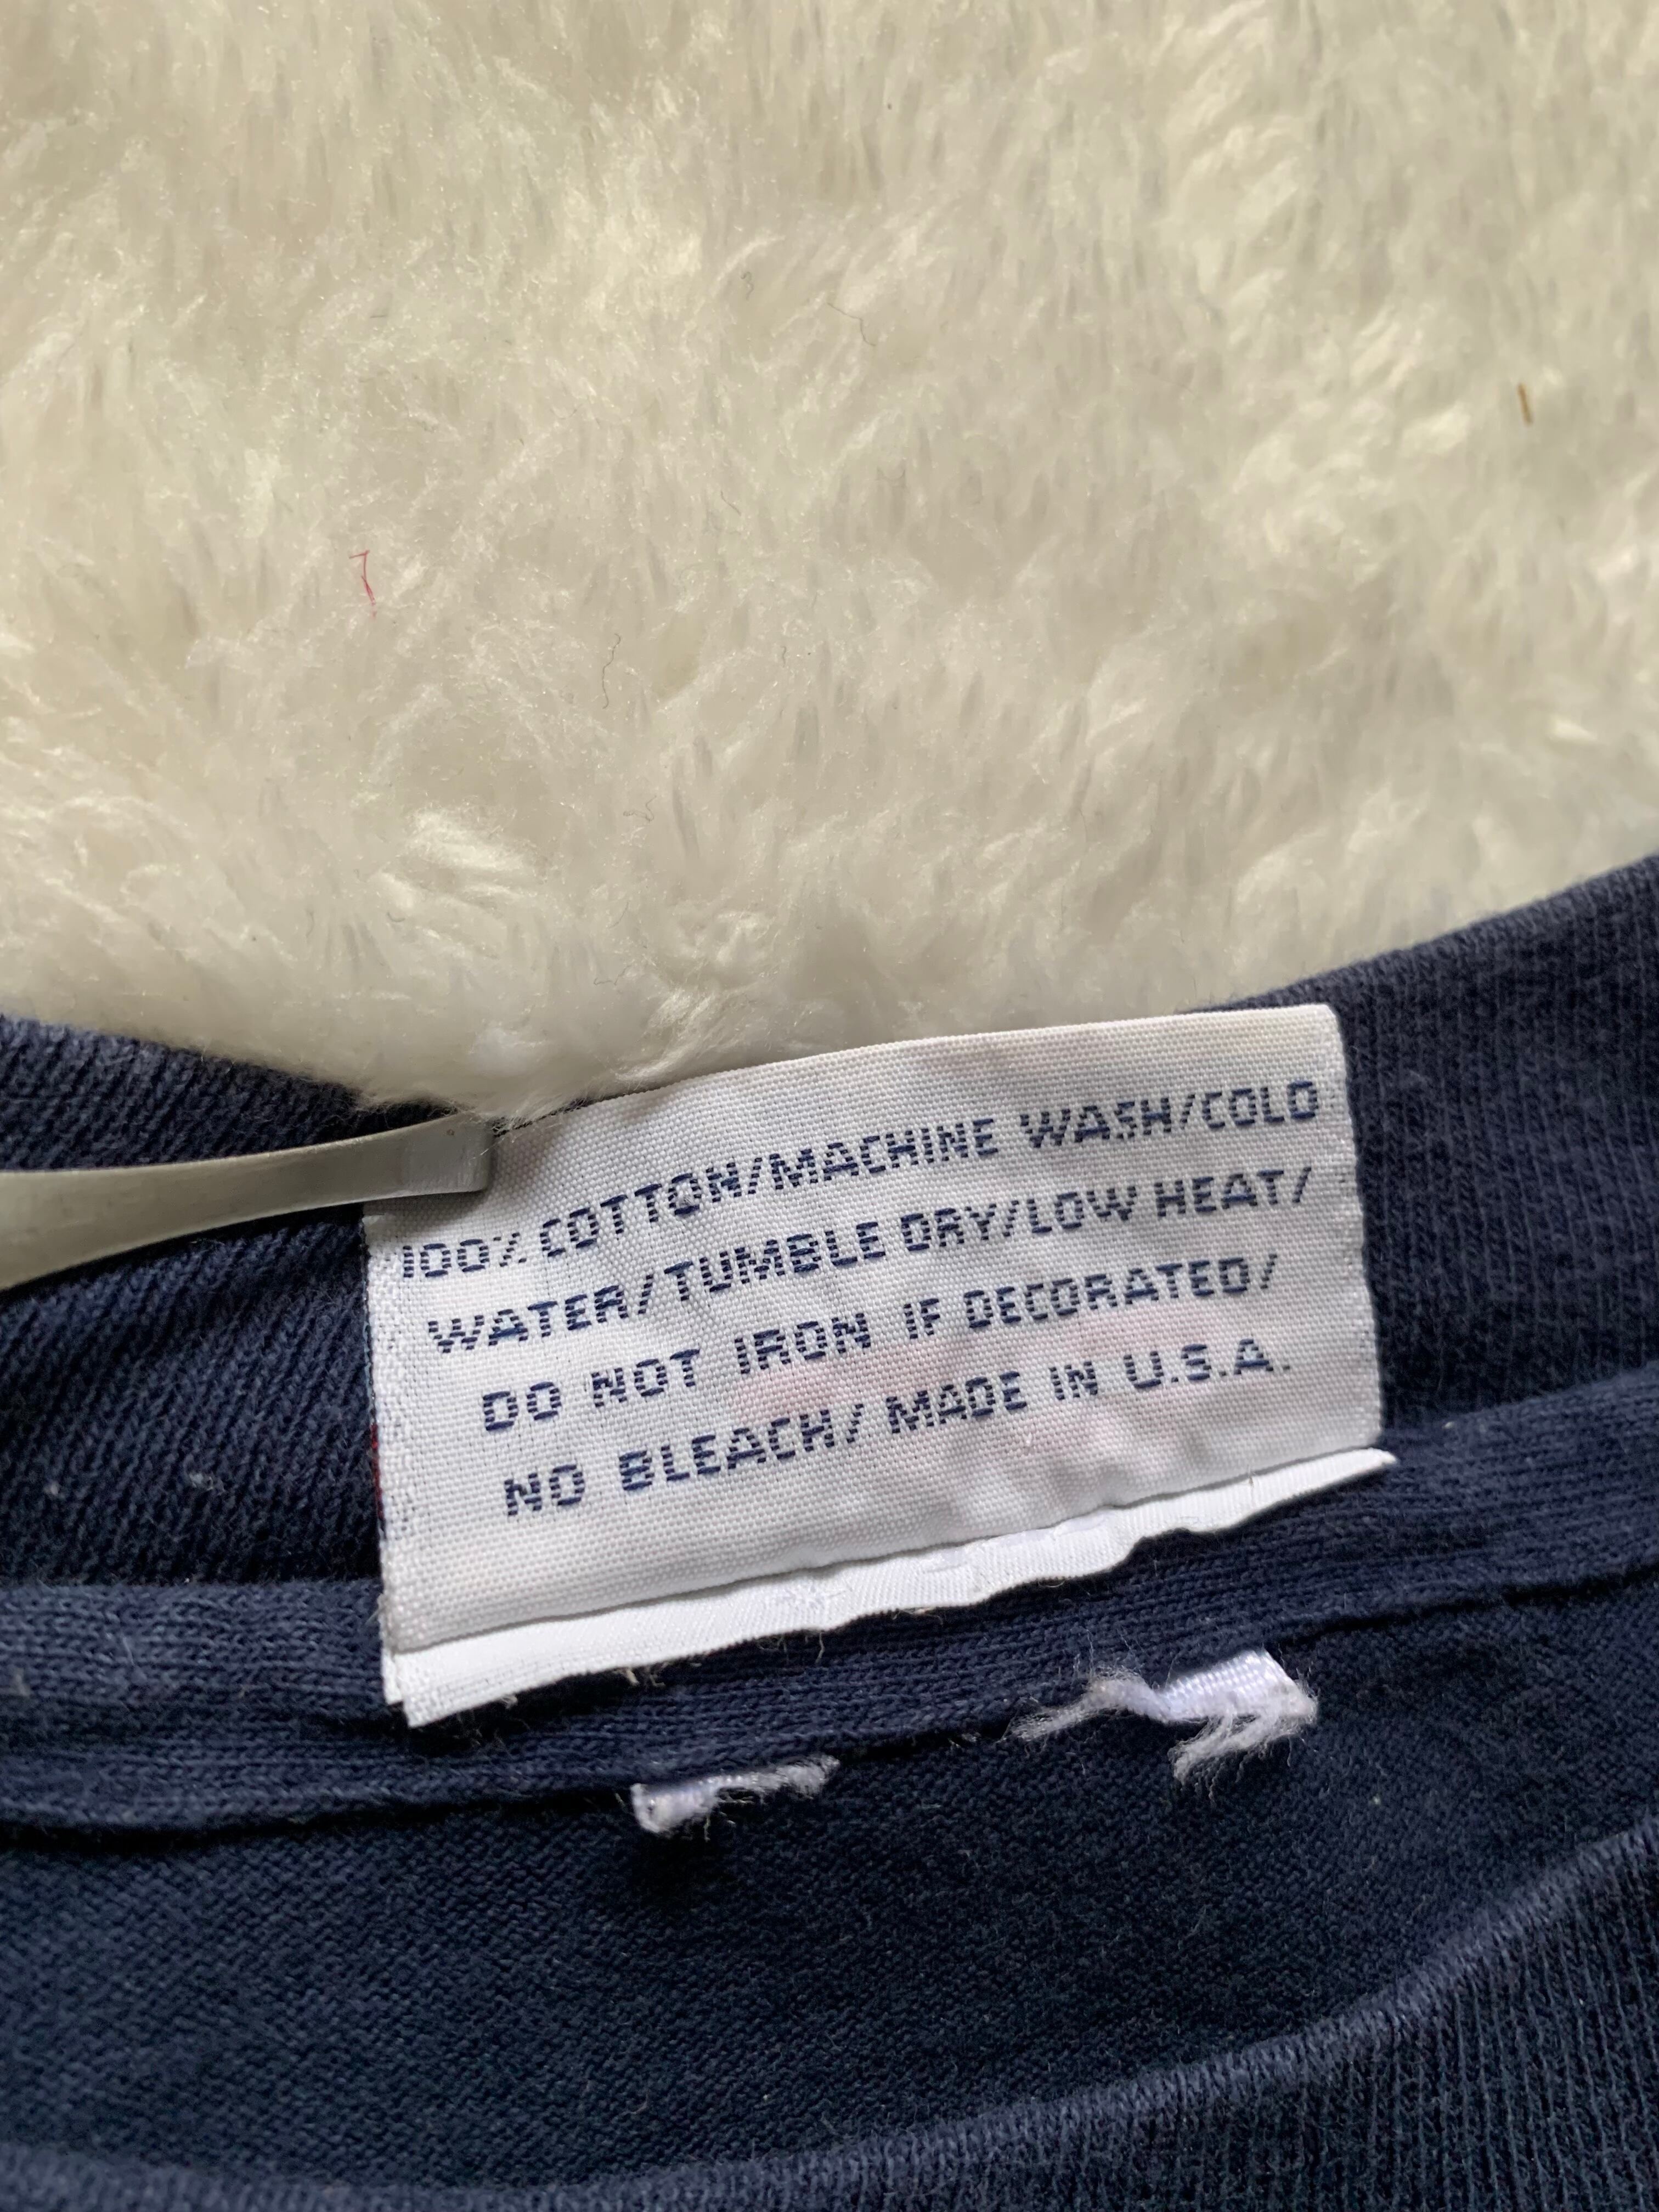 100% COTTON/MACHINE WASH/COLD
WATER/TUMBLE DRY/LOW HEAT/
DO NOT IRON IF DECORATED/
NO BLEACH/ MADE IN U.S.A.